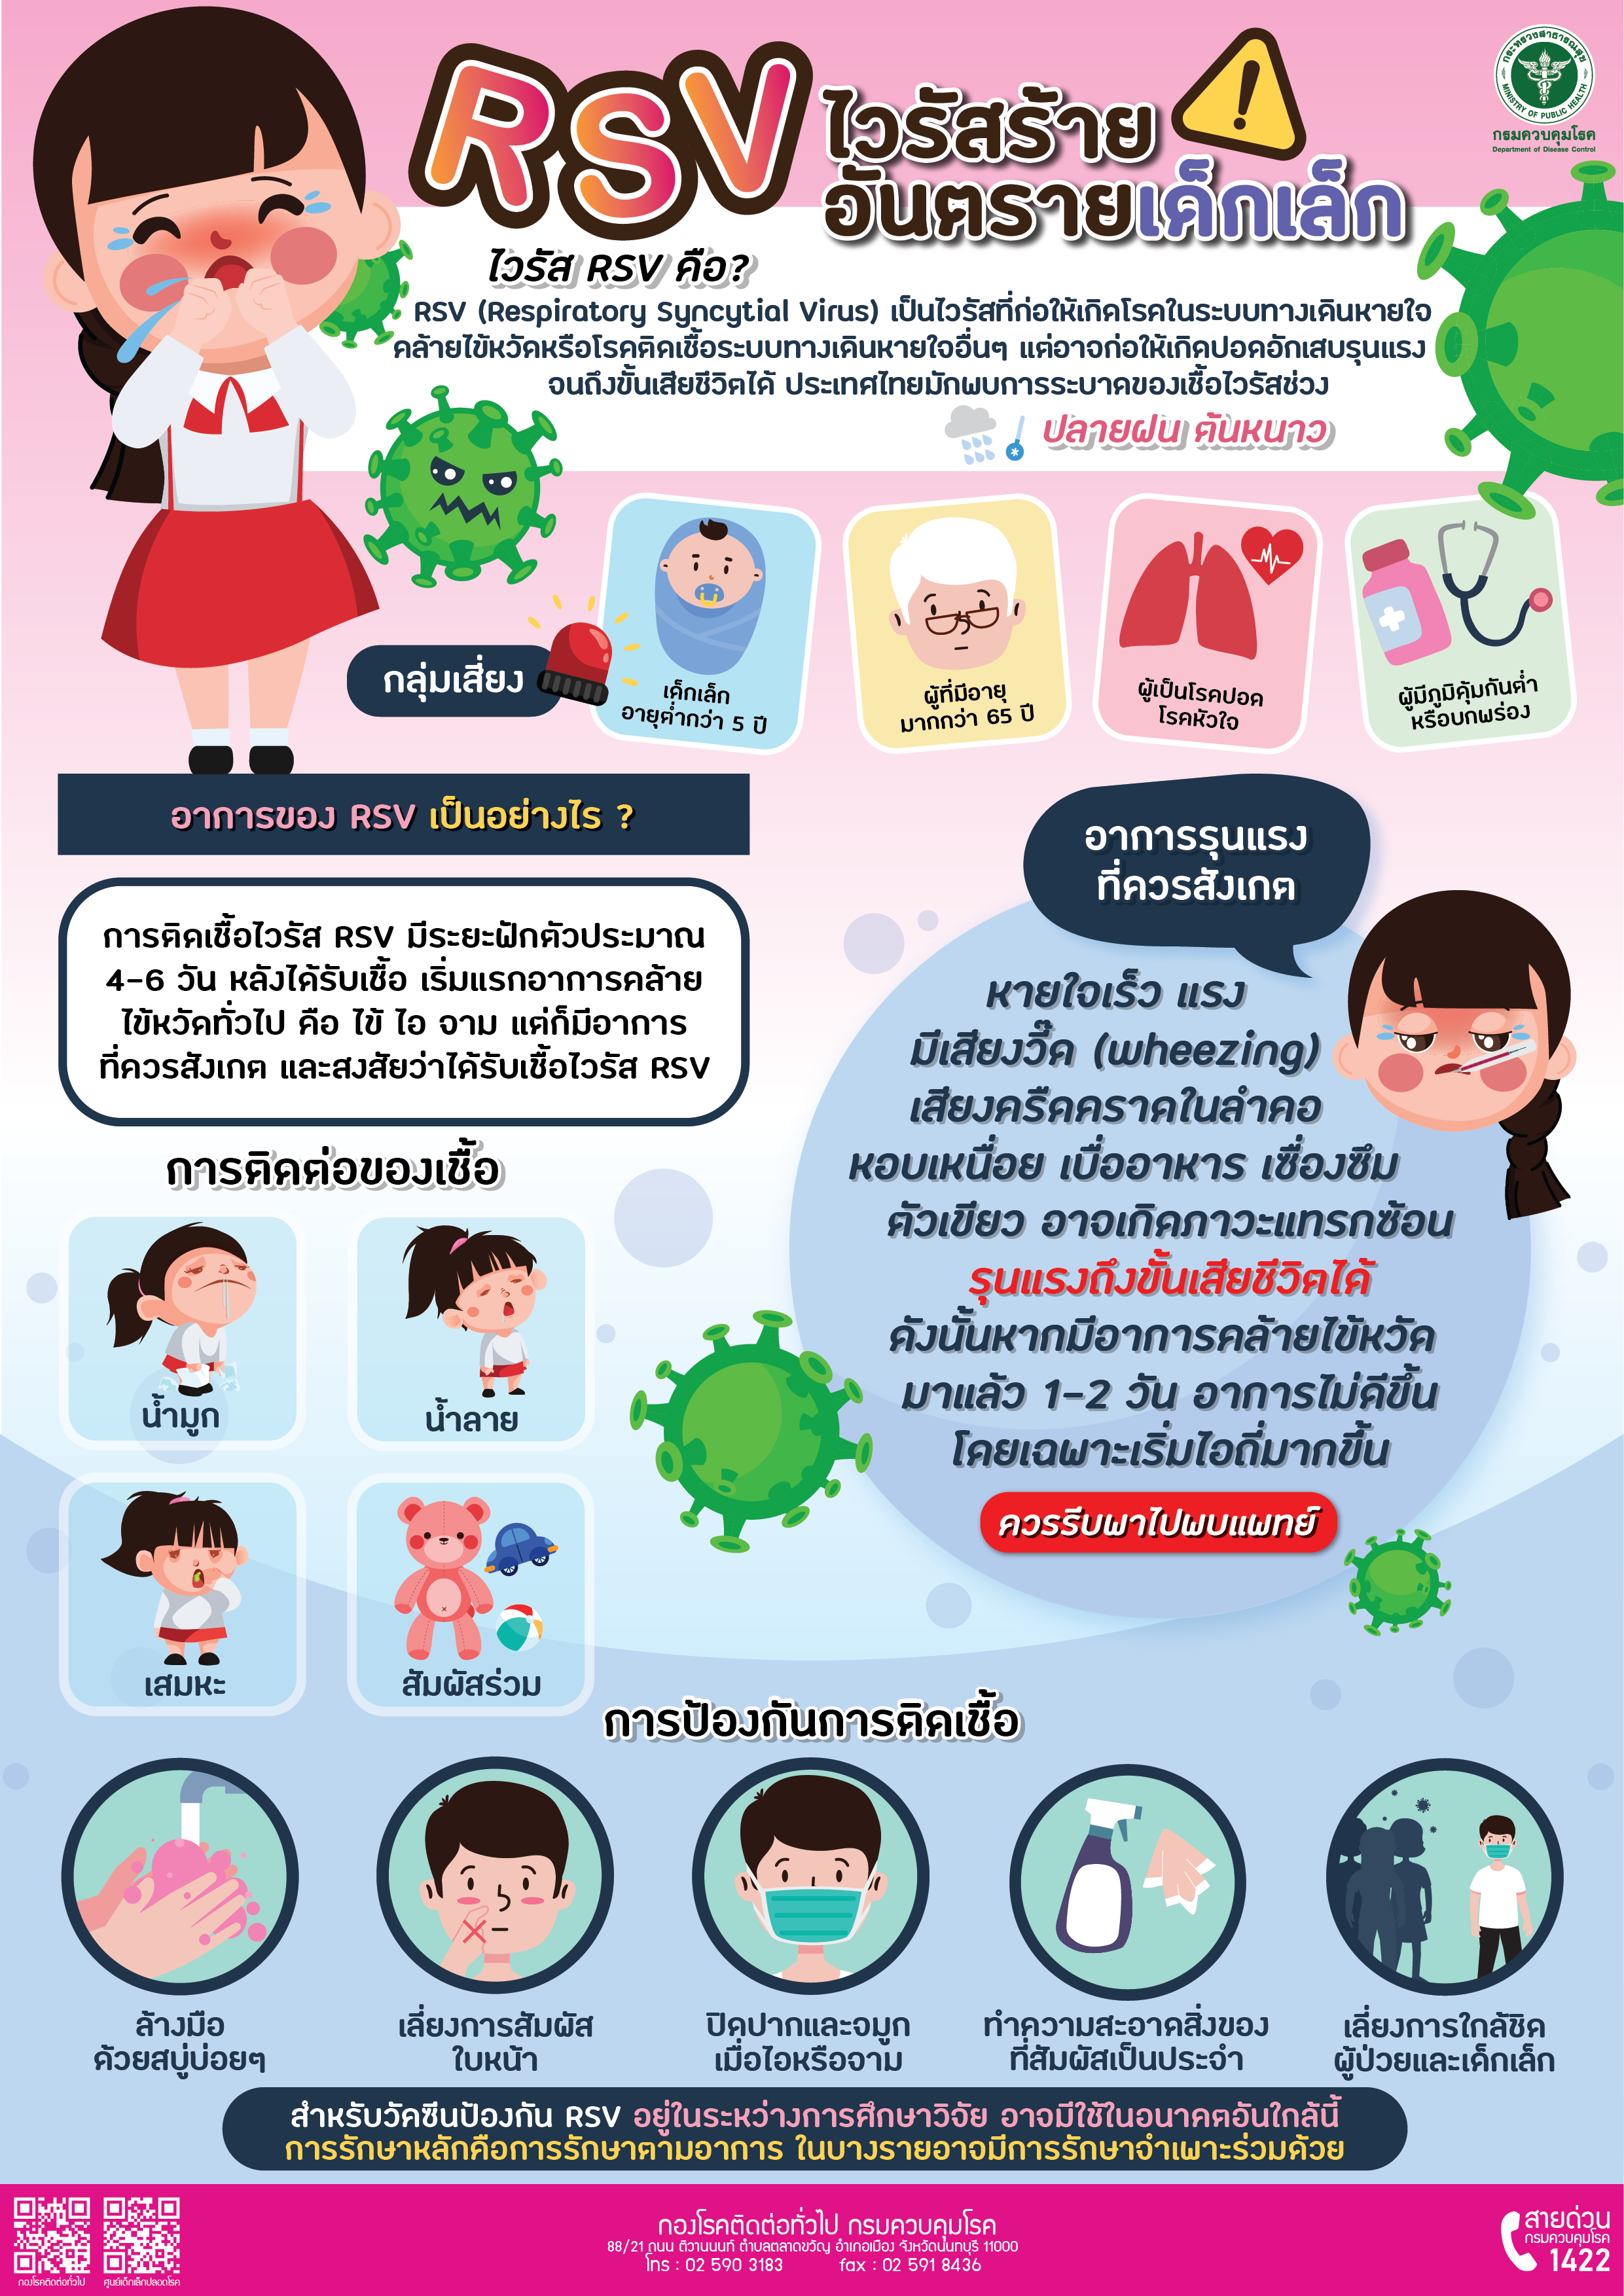 RSV
ไวรัสร้าย
อันตรายเด็กเล็ก
กระทรวงสาธารณสุข
MINISTRY OF PUBLIC HEALTH
กรมควบคุมโรค
Department of Disease Control
ไวรัส RSV คือ?
RSV (Respiratory Syncytial Virus) เป็นไวรัสที่ก่อให้เกิดโรคในระบบทางเดินหายใจ
คล้ายไข้หวัดหรือโรคติดเชื้อระบบทางเดินหายใจอื่นๆ แต่อาจก่อให้เกิดปอดอักเสบรุนแรง
จนถึงขั้นเสียชีวิตได้ ประเทศไทยมักพบการระบาดของเชื้อไวรัสช่วง
ปลายฝน ต้นหนาว
กลุ่มเสี่ยง
เด็กเล็ก
อายุต่ำกว่า 5 ปี
ผู้ที่มีอายุ
มากกว่า 65 ปี
ผู้เป็นโรคปอด
โรคหัวใจ
ผู้มีภูมิคุ้มกันต่ำ
หรือบกพร่อง
อาการของ RSV เป็นอย่างไร ?
การติดเชื้อไวรัส RSV มีระยะฟักตัวประมาณ
4-6 วัน หลังได้รับเชื้อ เริ่มแรกอาการคล้าย
ไข้หวัดทั่วไป คือ ไข้ ไอ จาม แต่ก็มีอาการ
ที่ควรสังเกต และสงสัยว่าได้รับเชื้อไวรัส RSV
อาการรุนแรง
ที่ควรสังเกต
หายใจเร็ว แรง
มีเสียงวี๊ด (wheezing)
เสียงครืดคราดในลำคอ
หอบเหนื่อย เบื่ออาหาร เซื่องซึม
ตัวเขียว อาจเกิดภาวะแทรกซ้อน
รุนแรงถึงขั้นเสียชีวิตได้
ดังนั้นหากมีอาการคล้ายไข้หวัด
มาแล้ว 1-2 วัน อาการไม่ดีขึ้น
โดยเฉพาะเริ่มไอถี่มากขึ้น
ควรรีบพาไปพบแพทย์
การติดต่อของเชื้อ
น้ำมูก
น้ำลาย
เสมหะ
สัมผัสร่วม
การป้องกันการติดเชื้อ
ล้างมือ
ด้วยสบู่บ่อยๆ
เลี่ยงการสัมผัส
ใบหน้า
ปิดปากและจมูก
เมื่อไอหรือจาม
ทำความสะอาดสิ่งของ
ที่สัมผัสเป็นประจำ
เลี่ยงการใกล้ชิด
ผู้ป่วยและเด็กเล็ก
สำหรับวัคซีนป้องกัน RSV อยู่ในระหว่างการศึกษาวิจัย อาจมีใช้ในอนาคตอันใกล้นี้
การรักษาหลักคือการรักษาตามอาการ ในบางรายอาจมีการรักษาจำเพาะร่วมด้วย
กองโรคติดต่อทั่วไป
ศูนย์เด็กเล็กปลอดโรค
กองโรคติดต่อทั่วไป กรมควบคุมโรค
88/21 ถนน ติวานนนท์ ตำบลตลาดขวัญ อำเภอเมือง จังหวัดนนทบุรี 11000
โทร : 02 590 3183 fax : 02 591 8436
สายด่วน
กรมควบคุมโรค
1422